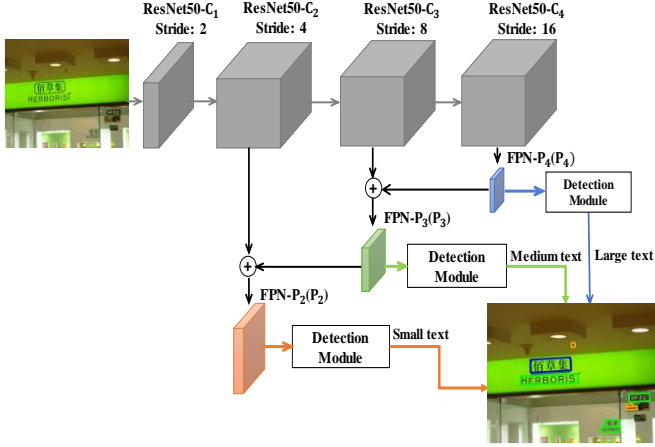 ResNet50-C₁
Stride: 2
ResNet50-C₂
Stride: 4
ResNet50-C₃
Stride: 8
ResNet50-C₄
Stride: 16
佰草集
HERBORIST
FPN-P₄(P₄)
Detection
Module
+
FPN-P₃(P₃)
Detection
Module
Medium text
Large text
+
FPN-P₂(P₂)
Detection
Module
Small text
佰草集
HERBORIST